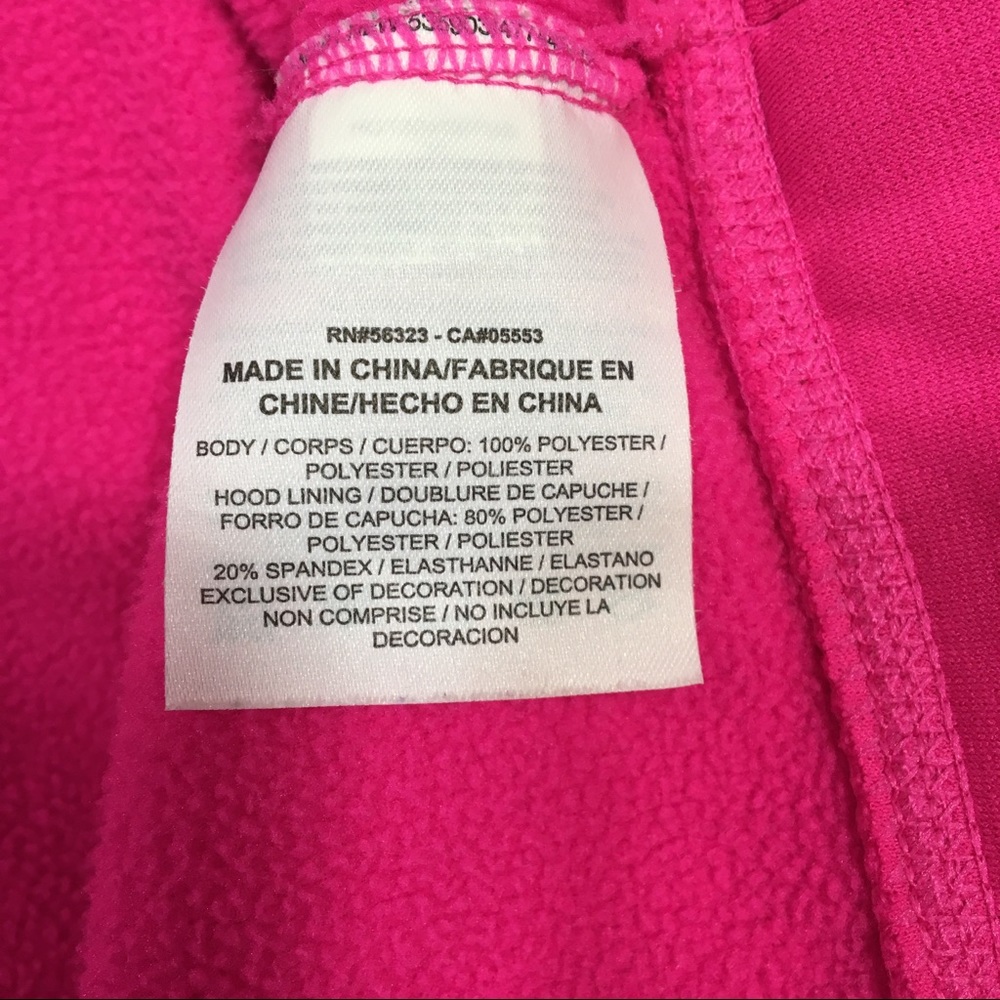 RN#56323 - CA#05553
MADE IN CHINA/FABRIQUE EN
CHINE/HECHO EN CHINA
BODY / CORPS / CUERPO: 100% POLYESTER /
POLYESTER / POLIESTER
HOOD LINING / DOUBLURE DE CAPUCHE /
FORRO DE CAPUCHA: 80% POLYESTER /
POLYESTER / POLIESTER
20% SPANDEX / ELASTHANNE / ELASTANO
EXCLUSIVE OF DECORATION / DECORATION
NON COMPRISE / NO INCLUYE LA
DECORACION